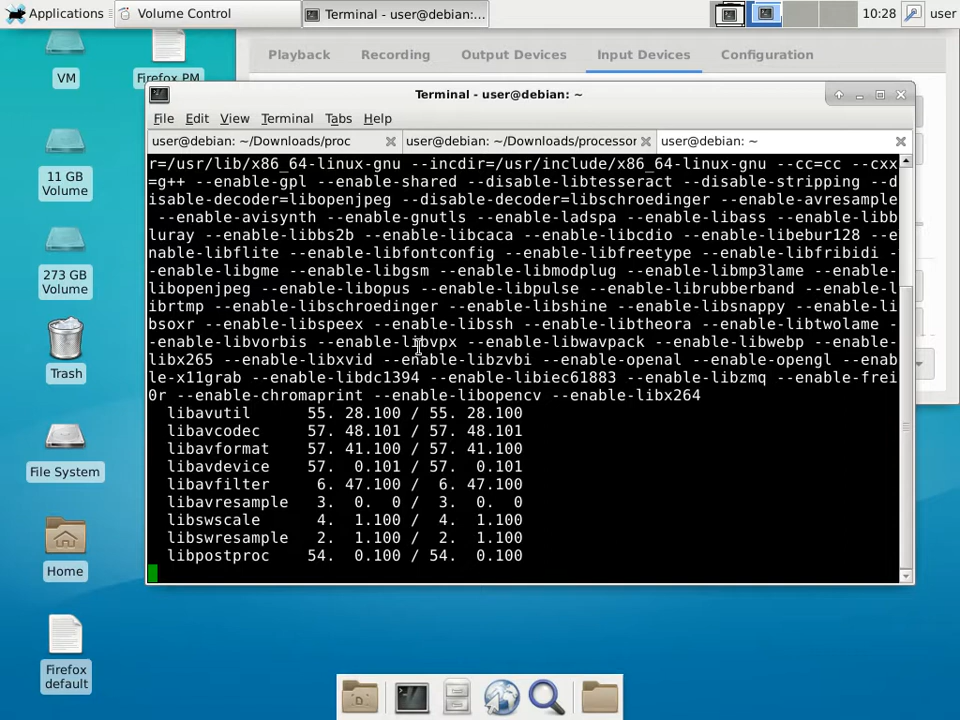 Applications
Volume Control
Terminal - user@debian:...
10:28
user
Playback
Recording
Output Devices
Input Devices
Configuration
VM
Firefox PM
11 GB
Volume
273 GB
Volume
Trash
File System
Home
Firefox
default
Terminal - user@debian: ~
File
Edit
View
Terminal
Tabs
Help
user@debian: ~/Downloads/proc
user@debian: ~/Downloads/processor
user@debian: ~
r=/usr/lib/x86_64-linux-gnu --incdir=/usr/include/x86_64-linux-gnu --cc=cc --cxx
=g++ --enable-gpl --enable-shared --disable-libtesseract --disable-stripping --d
isable-decoder=libopenjpeg --disable-decoder=libschroedinger --enable-avresample
--enable-avisynth --enable-gnutls --enable-ladspa --enable-libass --enable-libb
luray --enable-libbs2b --enable-libcaca --enable-libcdio --enable-libebur128 --e
nable-libflite --enable-libfontconfig --enable-libfreetype --enable-libfribidi -
-enable-libgme --enable-libgsm --enable-libmodplug --enable-libmp3lame --enable-
libopenjpeg --enable-libopus --enable-libpulse --enable-librubberband --enable-l
ibrtmp --enable-libschroedinger --enable-libshine --enable-libsnappy --enable-li
bsoxr --enable-libspeex --enable-libssh --enable-libtheora --enable-libtwolame -
-enable-libvorbis --enable-libvpx --enable-libwavpack --enable-libwebp --enable-
libx265 --enable-libxvid --enable-libzvbi --enable-openal --enable-opengl --enab
le-x11grab --enable-libdc1394 --enable-libiec61883 --enable-libzmq --enable-frei
0r --enable-chromaprint --enable-libopencv --enable-libx264
libavutil 55. 28.100 / 55. 28.100
libavcodec 57. 48.101 / 57. 48.101
libavformat 57. 41.100 / 57. 41.100
libavdevice 57. 0.101 / 57. 0.101
libavfilter 6. 47.100 / 6. 47.100
libavresample 3. 0. 0 / 3. 0. 0
libswscale 4. 1.100 / 4. 1.100
libswresample 2. 1.100 / 2. 1.100
libpostproc 54. 0.100 / 54. 0.100